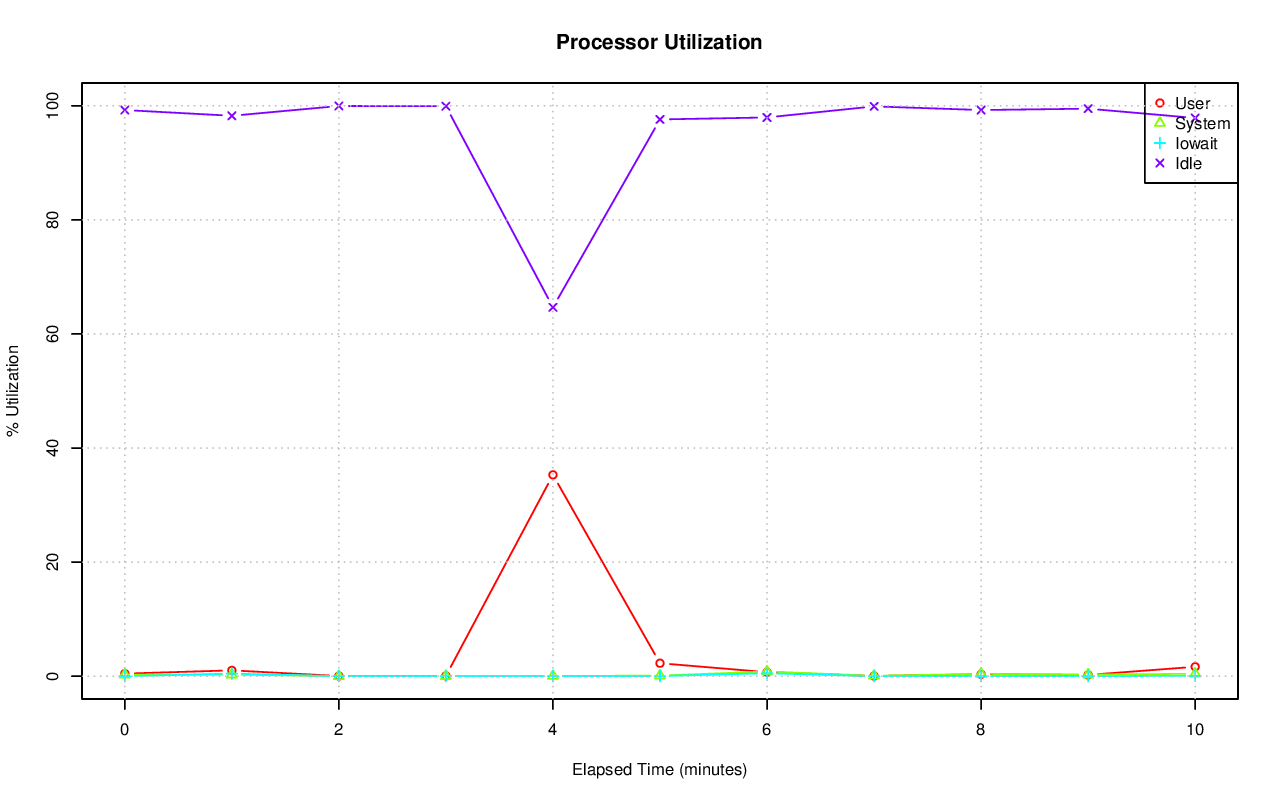 Processor Utilization
% Utilization
100
80
60
40
20
0
User
System
Iowait
Idle
0 2 4 6 8 10
Elapsed Time (minutes)